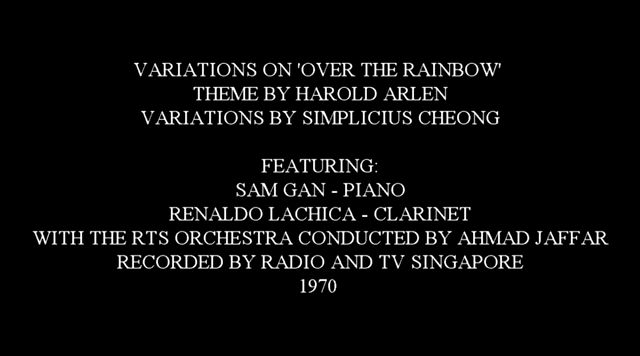 VARIATIONS ON 'OVER THE RAINBOW'
THEME BY HAROLD ARLEN
VARIATIONS BY SIMPLICIUS CHEONG
FEATURING:
SAM GAN - PIANO
RENALDO LACHICA - CLARINET
WITH THE RTS ORCHESTRA CONDUCTED BY AHMAD JAFFAR
RECORDED BY RADIO AND TV SINGAPORE
1970